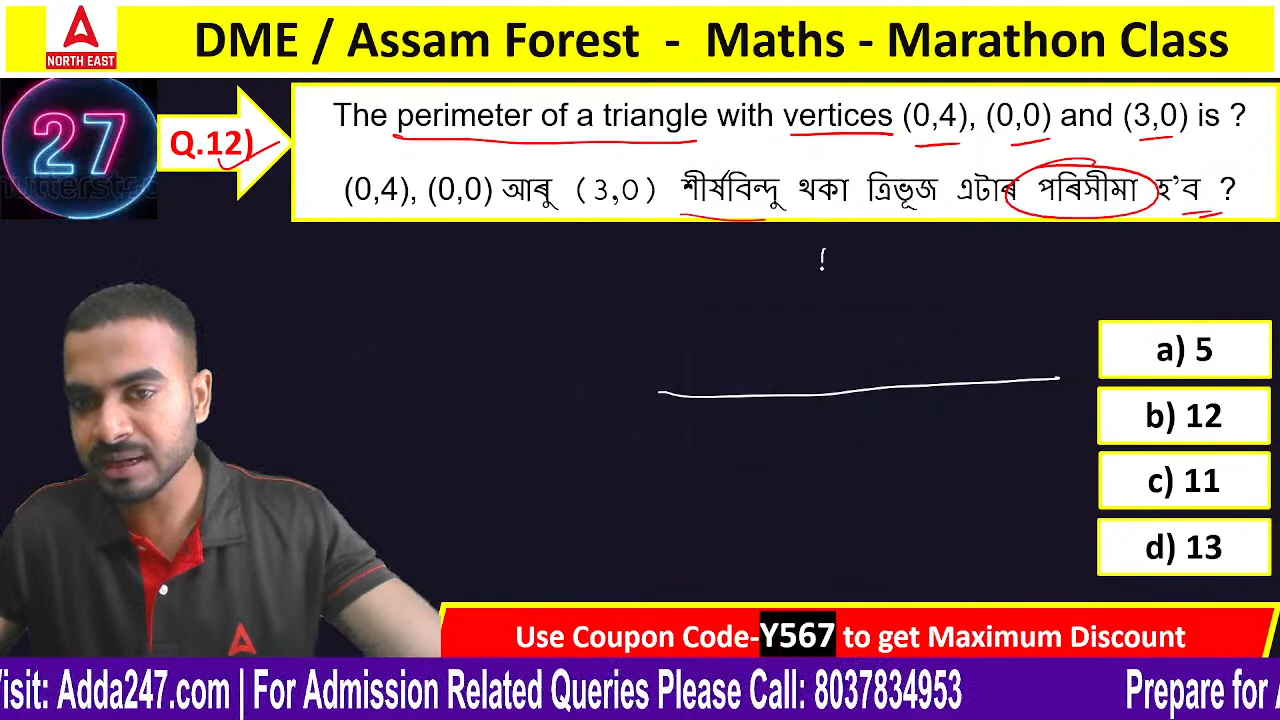 DME / Assam Forest - Maths - Marathon Class
NORTH EAST
27
Q.12)
The perimeter of a triangle with vertices (0,4), (0,0) and (3,0) is ?
(0,4), (0,0) আৰু (3,0) শীৰ্ষবিন্দু থকা ত্ৰিভূজ এটাৰ পৰিসীমা হ’ব ?
a) 5
b) 12
c) 11
d) 13
Use Coupon Code-Y567 to get Maximum Discount
Visit: Adda247.com | For Admission Related Queries Please Call: 8037834953
Prepare for